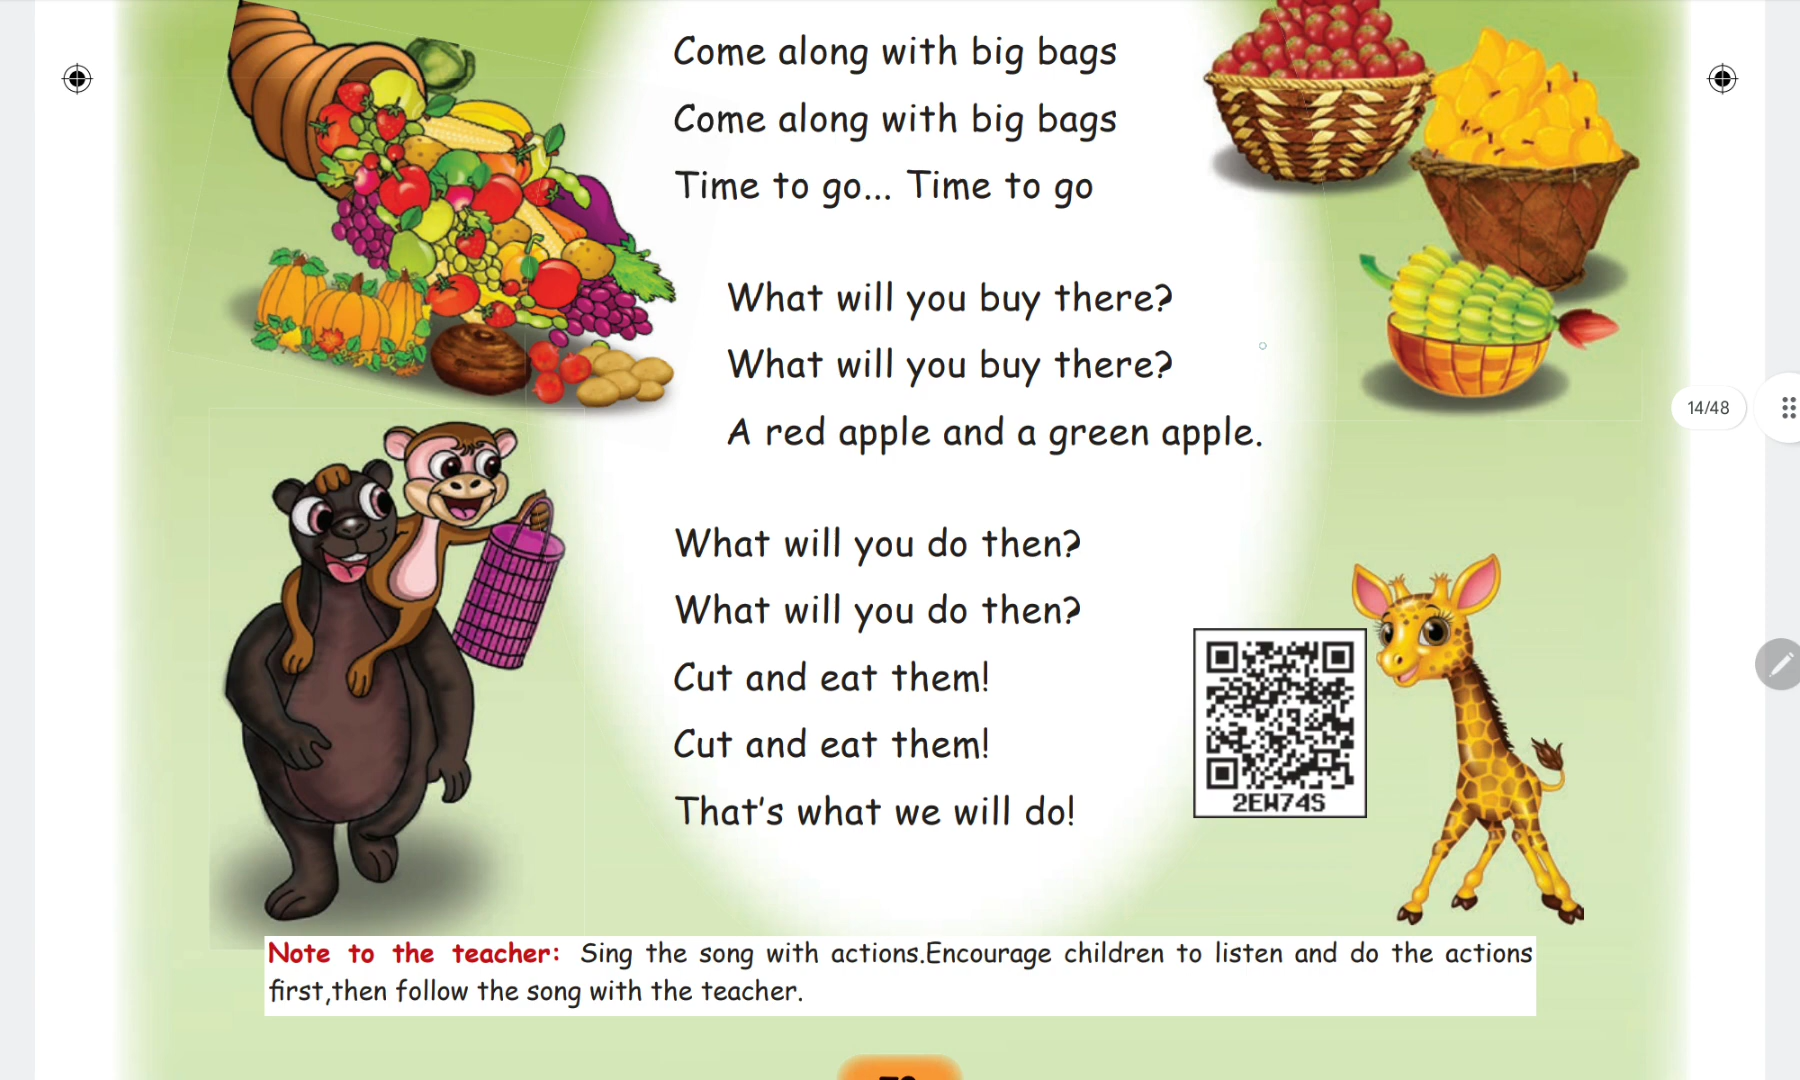 Come along with big bags
Come along with big bags
Time to go... Time to go
What will you buy there?
What will you buy there?
A red apple and a green apple.
What will you do then?
What will you do then?
Cut and eat them!
Cut and eat them!
That's what we will do!
2EW74S
14/48
Note to the teacher: Sing the song with actions.Encourage children to listen and do the actions
first,then follow the song with the teacher.